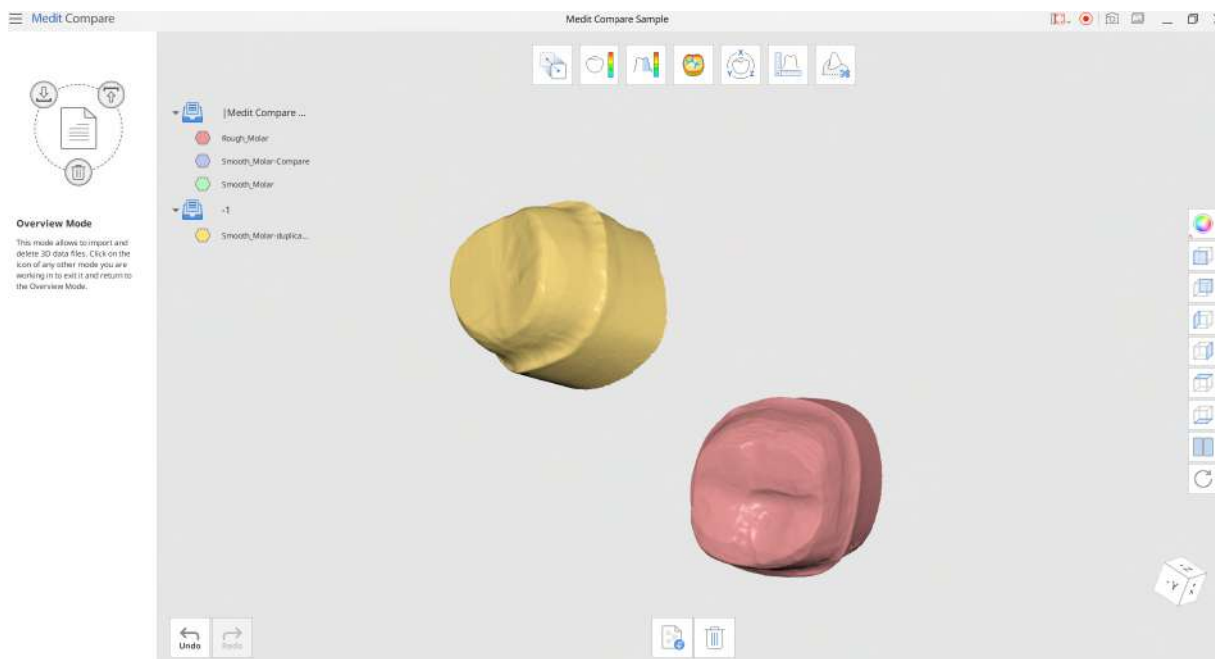 Medit Compare
Medit Compare Sample
|Medit Compare ...
Rough_Molar
Smooth_Molar-Compare
Smooth_Molar
-1
Smooth_Molar-duplica...
Overview Mode
This mode allows to import and
delete 3D data files. Click on the
icon of any other mode you are
working in to exit it and return to
the Overview Mode.
Undo
Redo